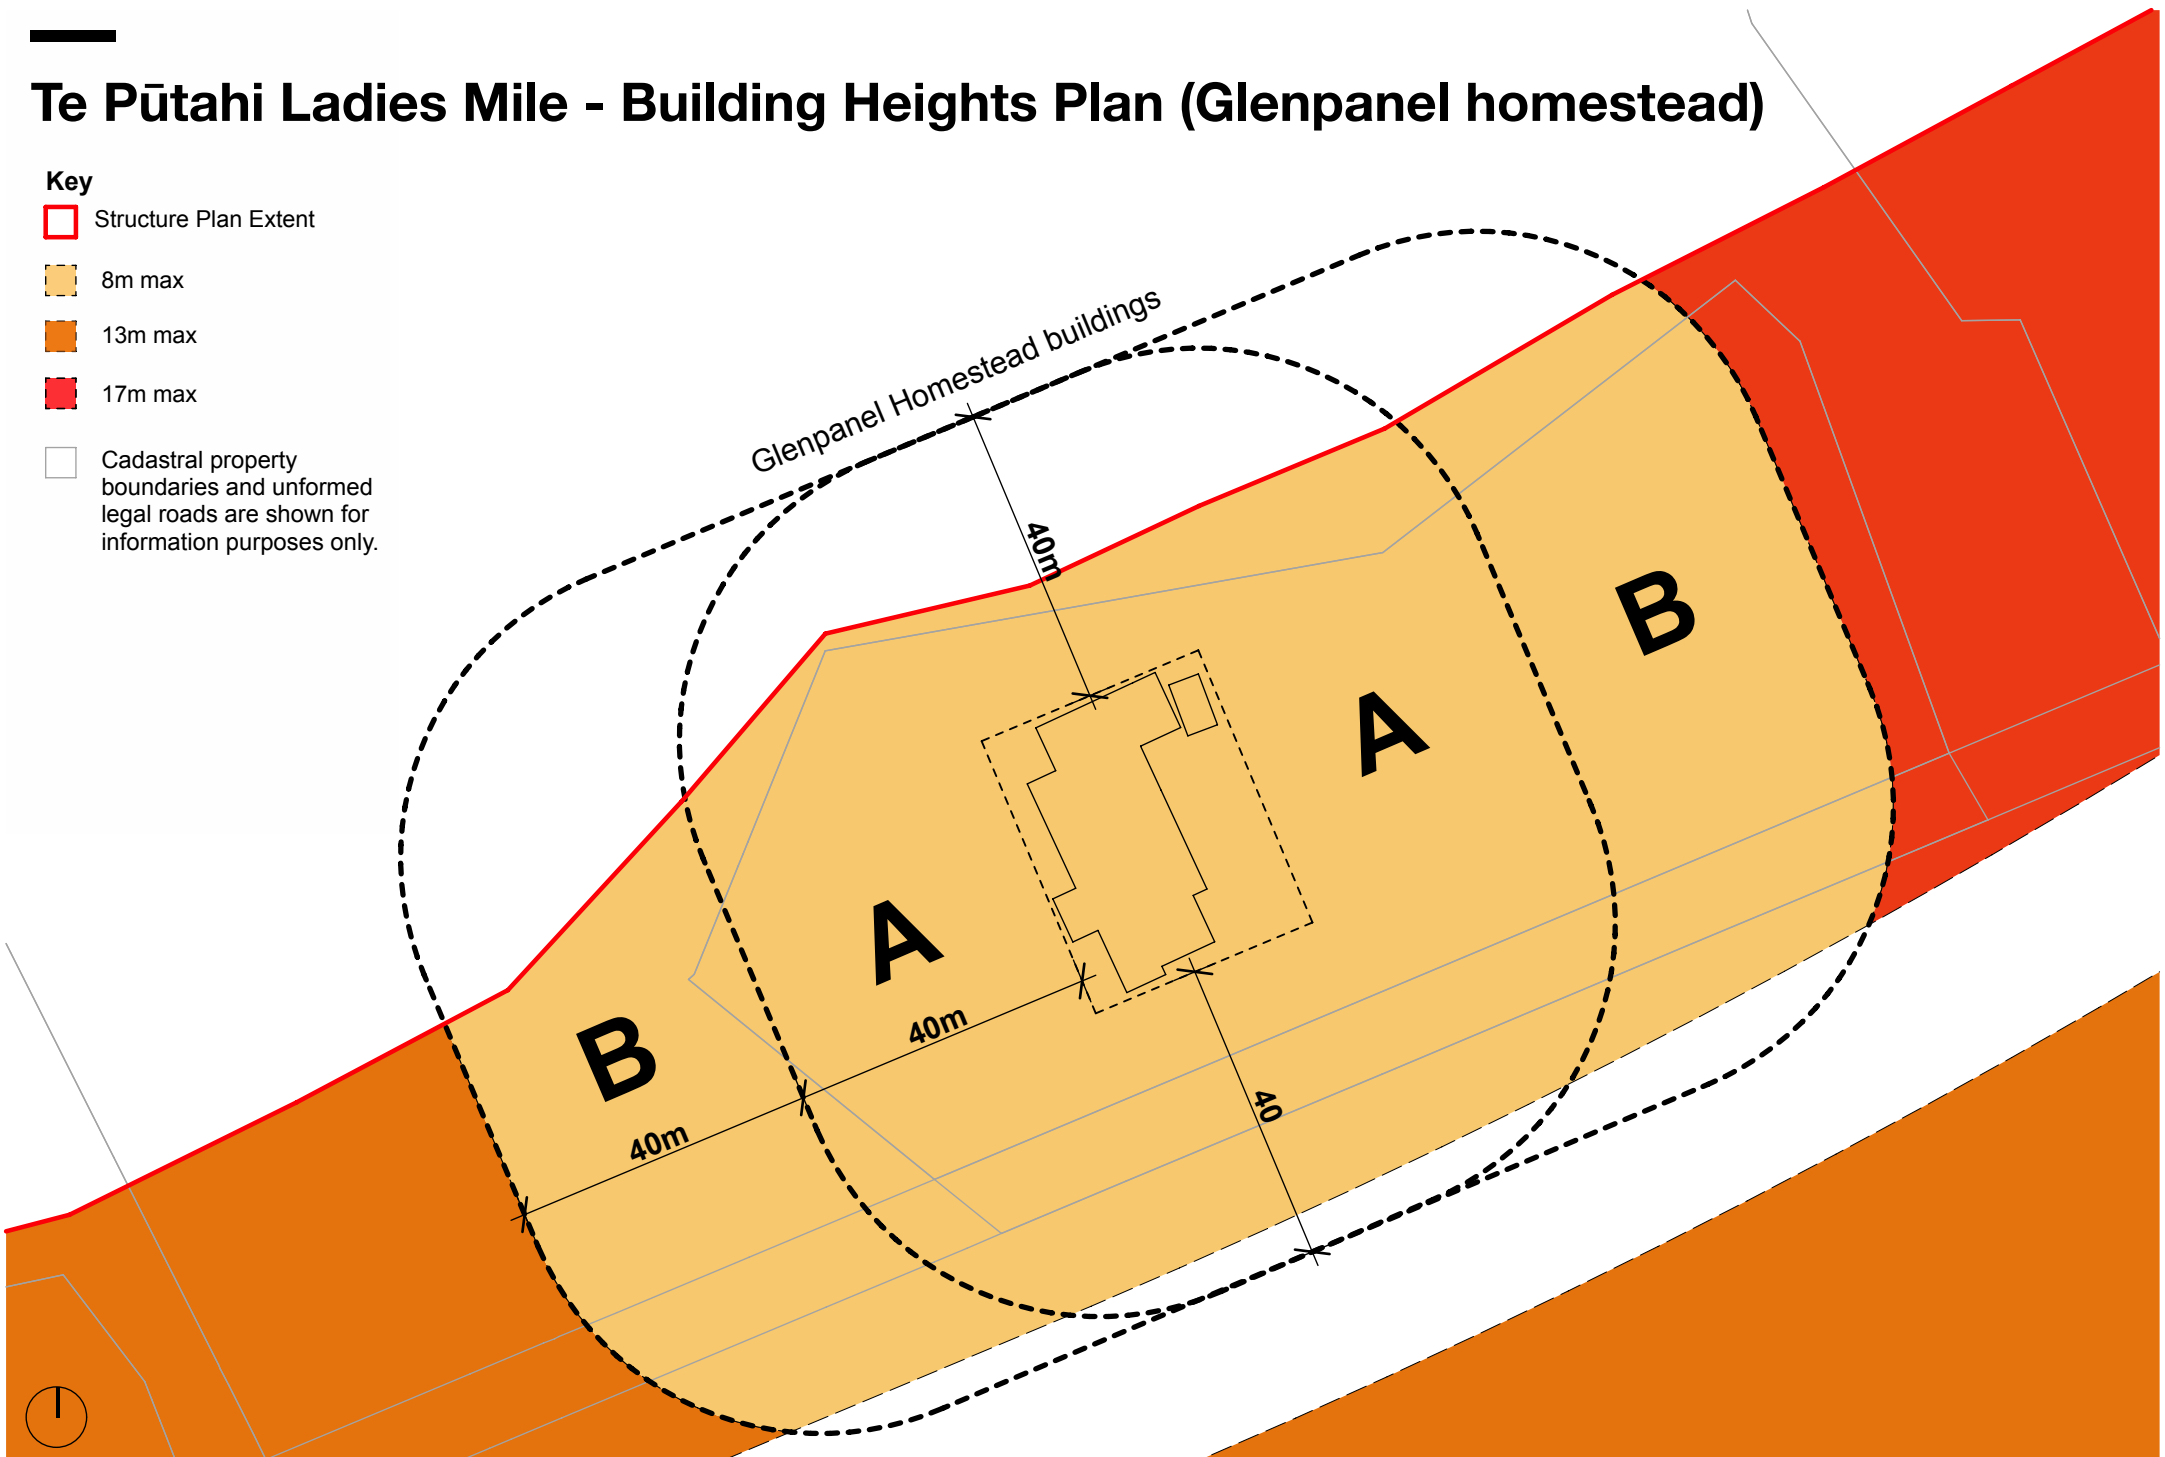 Te Pūtahi Ladies Mile - Building Heights Plan (Glenpanel homestead)
Key
Structure Plan Extent
8m max
13m max
17m max
Cadastral property
boundaries and unformed
legal roads are shown for
information purposes only.
Glenpanel Homestead buildings
40m
B
A
A
40m
B
40m
40